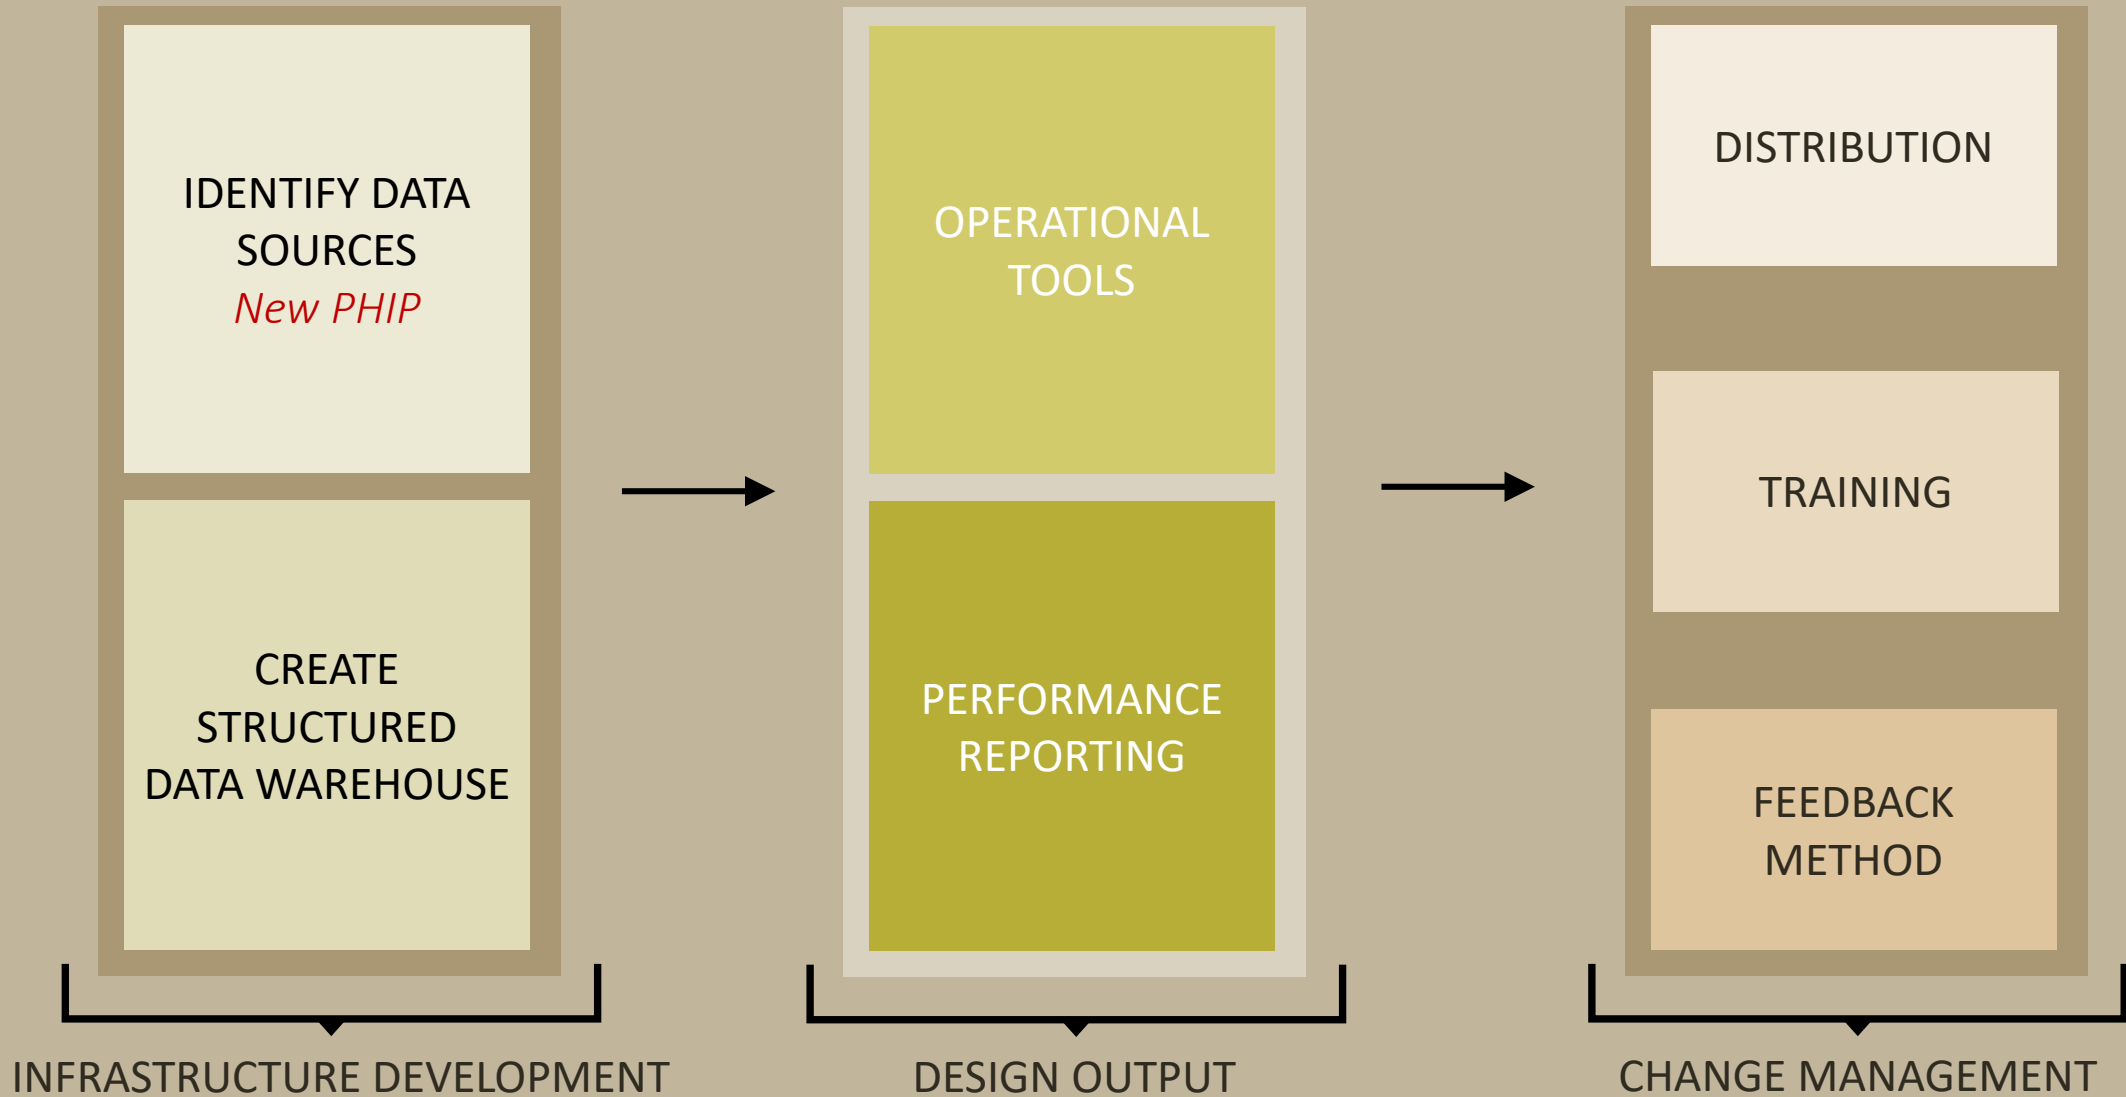 IDENTIFY DATA
SOURCES
New PHIP
CREATE
STRUCTURED
DATA WAREHOUSE
INFRASTRUCTURE DEVELOPMENT
OPERATIONAL
TOOLS
PERFORMANCE
REPORTING
DESIGN OUTPUT
DISTRIBUTION
TRAINING
FEEDBACK
METHOD
CHANGE MANAGEMENT